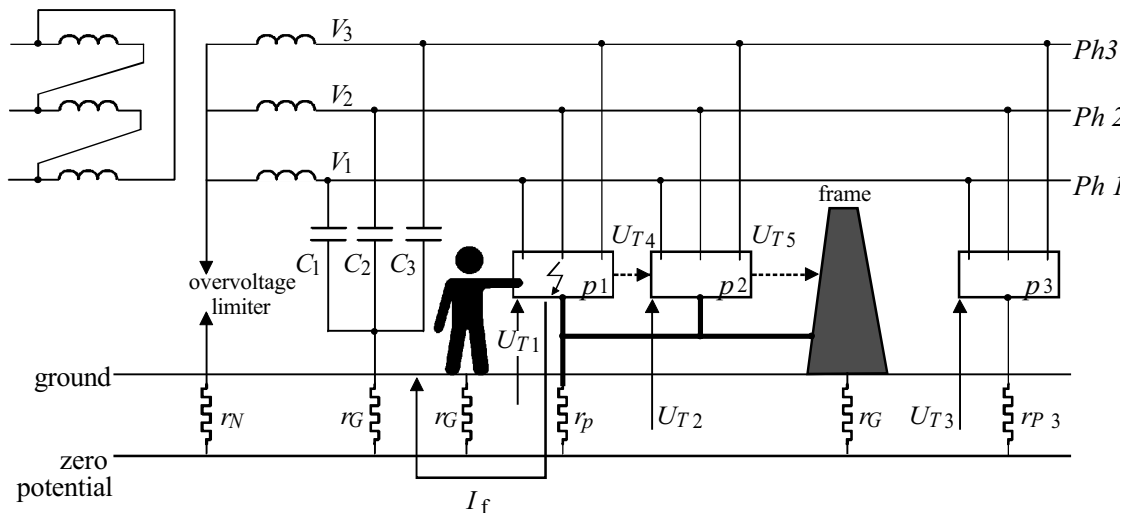 V3
Ph3
V2
Ph 2
V1
Ph 1
frame
UT4
UT5
C1
C2
C3
overvoltage
limiter
p1
p2
p3
UT1
ground
rN
rG
rG
rp
UT2
rG
UT3
rP 3
zero
potential
If